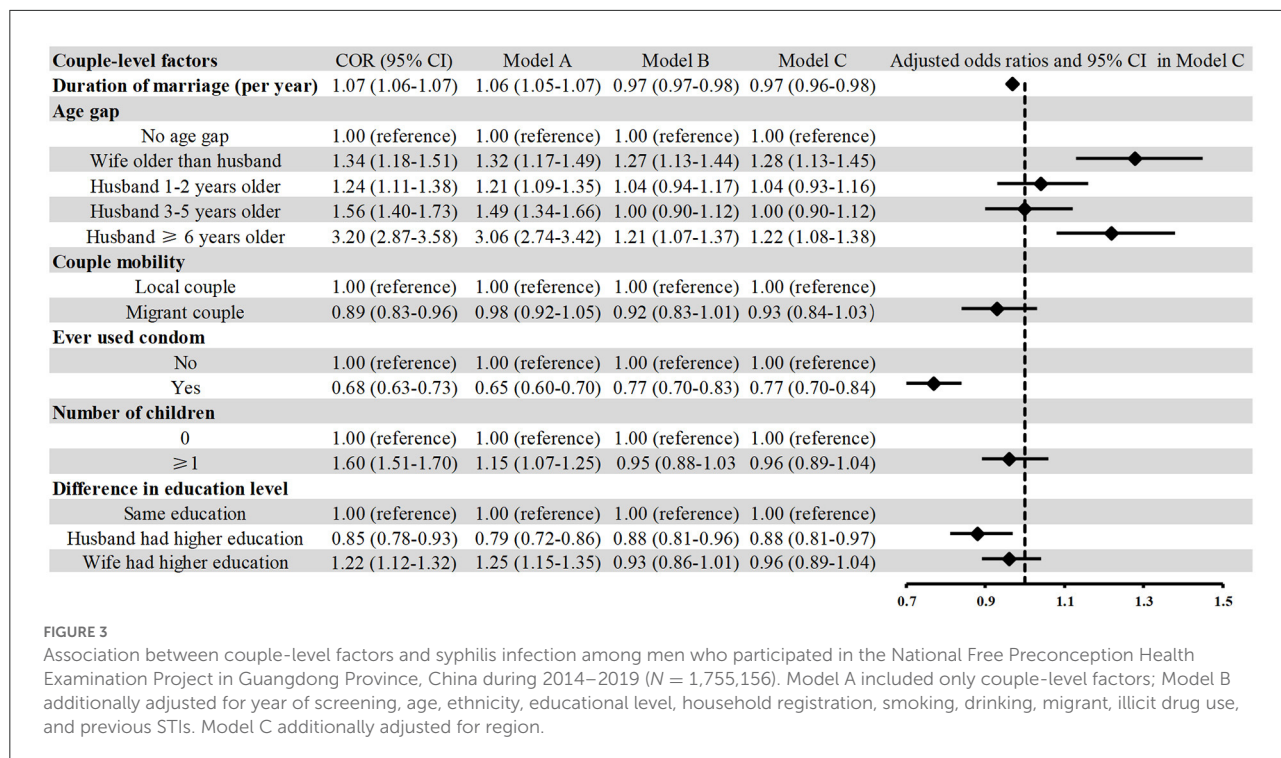 Couple-level factors COR (95% CI) Model A Model B Model C Adjusted odds ratios and 95% CI in Model C
Duration of marriage (per year) 1.07 (1.06-1.07) 1.06 (1.05-1.07) 0.97 (0.97-0.98) 0.97 (0.96-0.98)
Age gap
No age gap 1.00 (reference) 1.00 (reference) 1.00 (reference) 1.00 (reference)
Wife older than husband 1.34 (1.18-1.51) 1.32 (1.17-1.49) 1.27 (1.13-1.44) 1.28 (1.13-1.45)
Husband 1-2 years older 1.24 (1.11-1.38) 1.21 (1.09-1.35) 1.04 (0.94-1.17) 1.04 (0.93-1.16)
Husband 3-5 years older 1.56 (1.40-1.73) 1.49 (1.34-1.66) 1.00 (0.90-1.12) 1.00 (0.90-1.12)
Husband ⩾ 6 years older 3.20 (2.87-3.58) 3.06 (2.74-3.42) 1.21 (1.07-1.37) 1.22 (1.08-1.38)
Couple mobility
Local couple 1.00 (reference) 1.00 (reference) 1.00 (reference) 1.00 (reference)
Migrant couple 0.89 (0.83-0.96) 0.98 (0.92-1.05) 0.92 (0.83-1.01) 0.93 (0.84-1.03)
Ever used condom
No 1.00 (reference) 1.00 (reference) 1.00 (reference) 1.00 (reference)
Yes 0.68 (0.63-0.73) 0.65 (0.60-0.70) 0.77 (0.70-0.83) 0.77 (0.70-0.84)
Number of children
0 1.00 (reference) 1.00 (reference) 1.00 (reference) 1.00 (reference)
⩾1 1.60 (1.51-1.70) 1.15 (1.07-1.25) 0.95 (0.88-1.03 0.96 (0.89-1.04)
Difference in education level
Same education 1.00 (reference) 1.00 (reference) 1.00 (reference) 1.00 (reference)
Husband had higher education 0.85 (0.78-0.93) 0.79 (0.72-0.86) 0.88 (0.81-0.96) 0.88 (0.81-0.97)
Wife had higher education 1.22 (1.12-1.32) 1.25 (1.15-1.35) 0.93 (0.86-1.01) 0.96 (0.89-1.04)
0.7 0.9 1.1 1.3 1.5
FIGURE 3
Association between couple-level factors and syphilis infection among men who participated in the National Free Preconception Health
Examination Project in Guangdong Province, China during 2014–2019 (N = 1,755,156). Model A included only couple-level factors; Model B
additionally adjusted for year of screening, age, ethnicity, educational level, household registration, smoking, drinking, migrant, illicit drug use,
and previous STIs. Model C additionally adjusted for region.